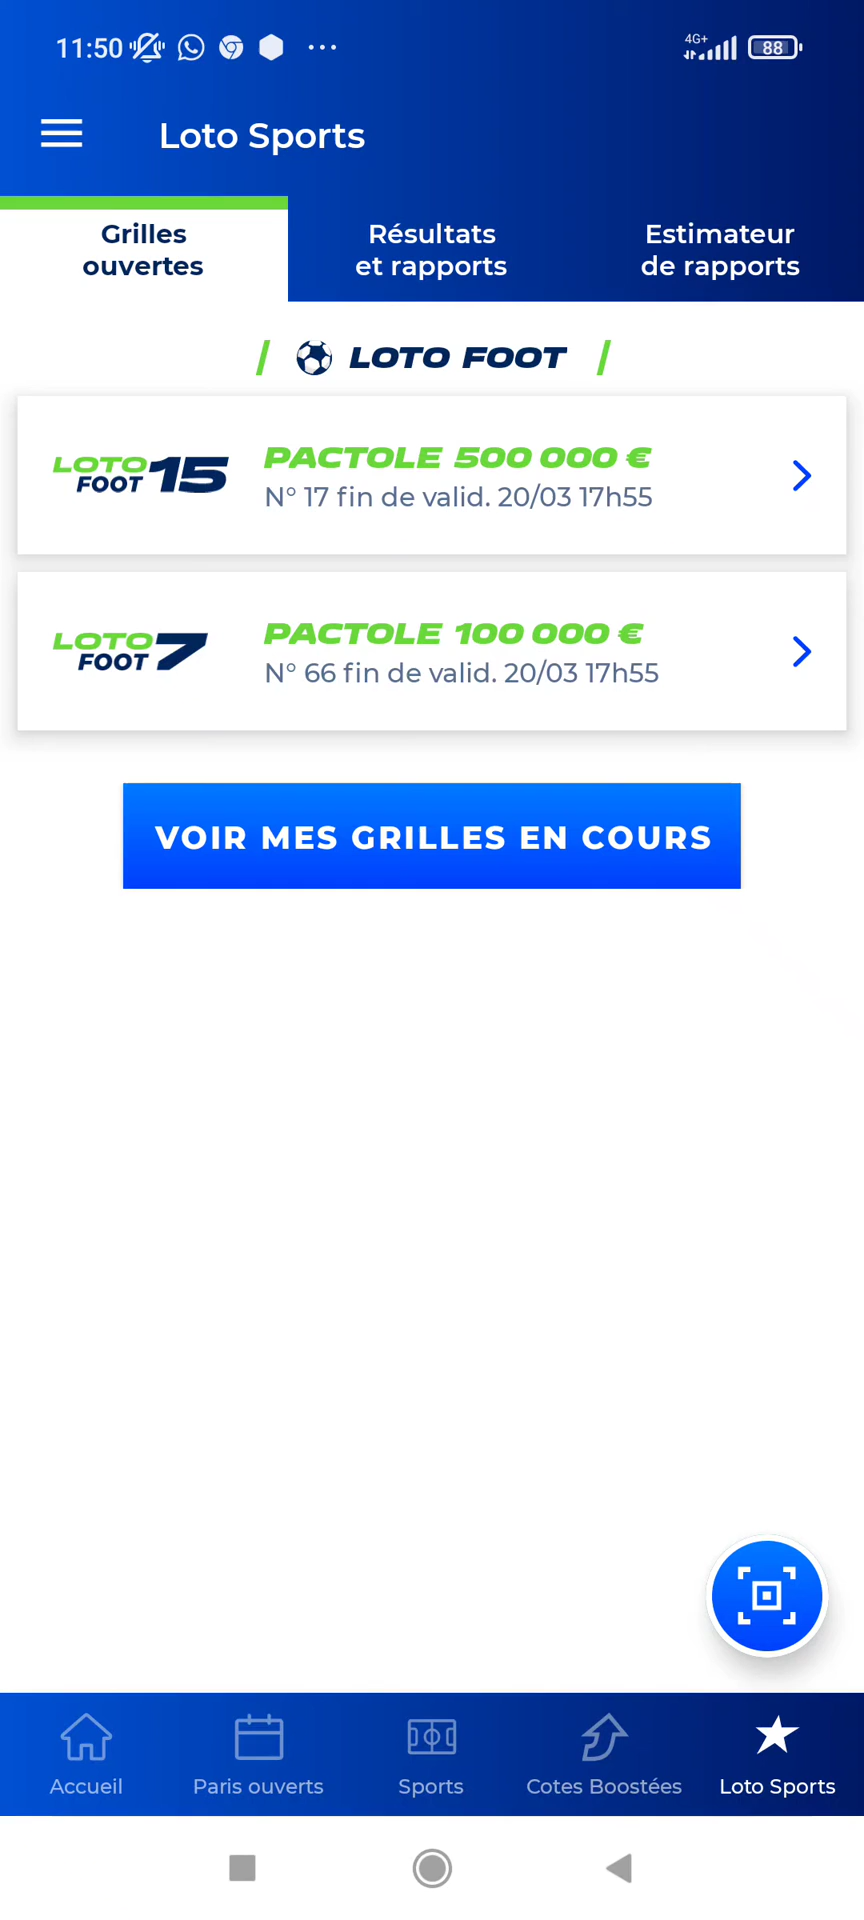 11:50
4G+
88
Loto Sports
Grilles
ouvertes
Résultats
et rapports
Estimateur
de rapports
LOTO FOOT
LOTO
FOOT 15
PACTOLE 500 000 €
N° 17 fin de valid. 20/03 17h55
LOTO
FOOT 7
PACTOLE 100 000 €
N° 66 fin de valid. 20/03 17h55
VOIR MES GRILLES EN COURS
Accueil
Paris ouverts
Sports
Cotes Boostées
Loto Sports